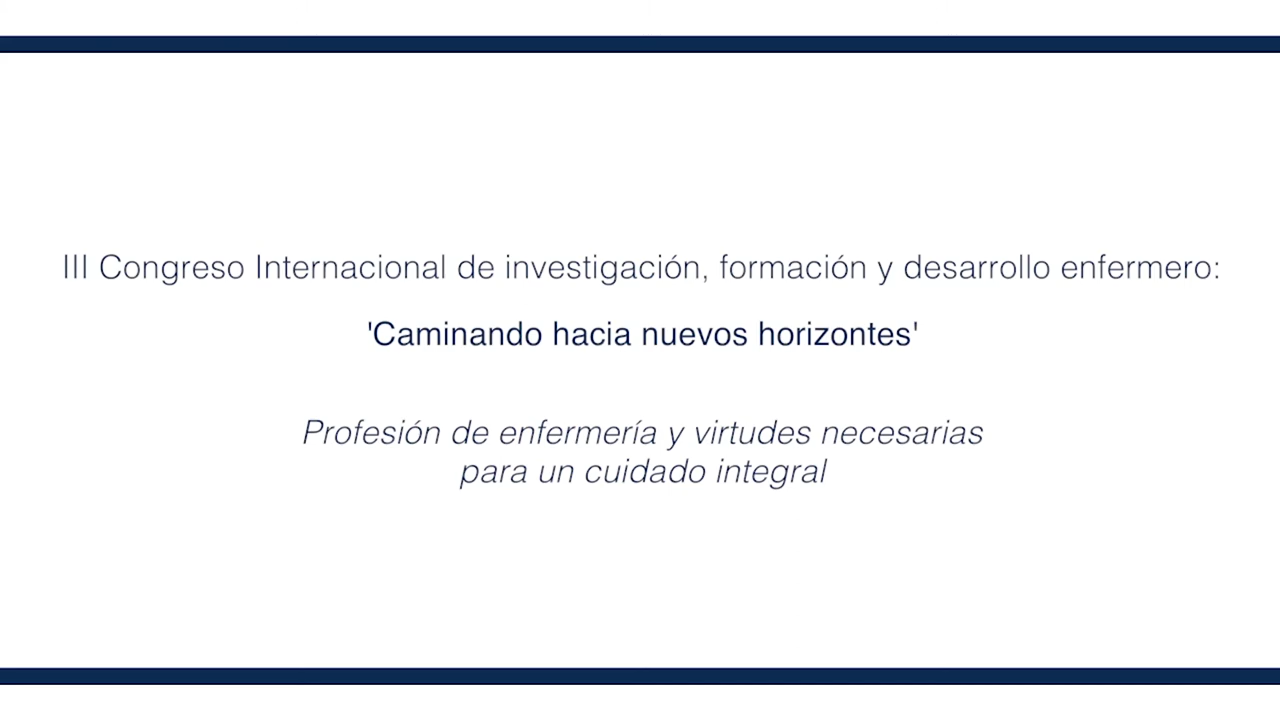 III Congreso Internacional de investigación, formación y desarrollo enfermero:
'Caminando hacia nuevos horizontes'
Profesión de enfermería y virtudes necesarias
para un cuidado integral